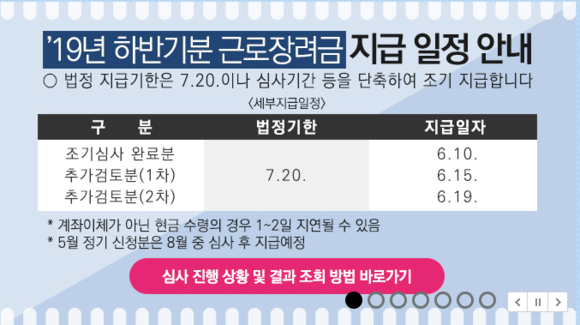 '19년 하반기분 근로장려금 지급 일정 안내
○ 법정 지급기한은 7.20.이나 심사기간 등을 단축하여 조기 지급합니다
<세부지급일정>
구 분 법정기한 지급일자
조기심사 완료분 6.10.
추가검토분(1차) 7.20. 6.15.
추가검토분(2차) 6.19.
* 계좌이체가 아닌 현금 수령의 경우 1~2일 지연될 수 있음
* 5월 정기 신청분은 8월 중 심사 후 지급예정
심사 진행 상황 및 결과 조회 방법 바로가기